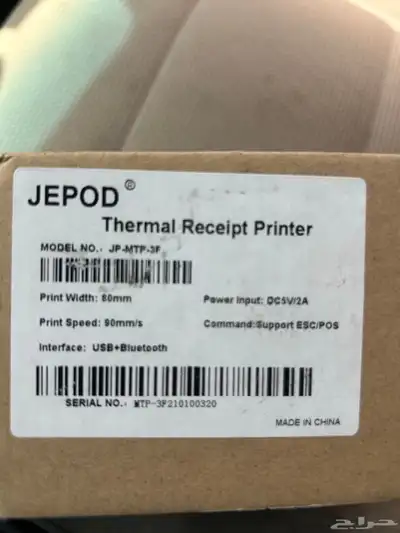 JEPOD®
Thermal Receipt Printer
MODEL NO.: JP-MTP-3F
Print Width: 80mm
Power Input: DC5V/2A
Print Speed: 90mm/s
Command:Support ESC/POS
Interface: USB+Bluetooth
SERIAL NO.: MTP-3F210100320
MADE IN CHINA
حراج